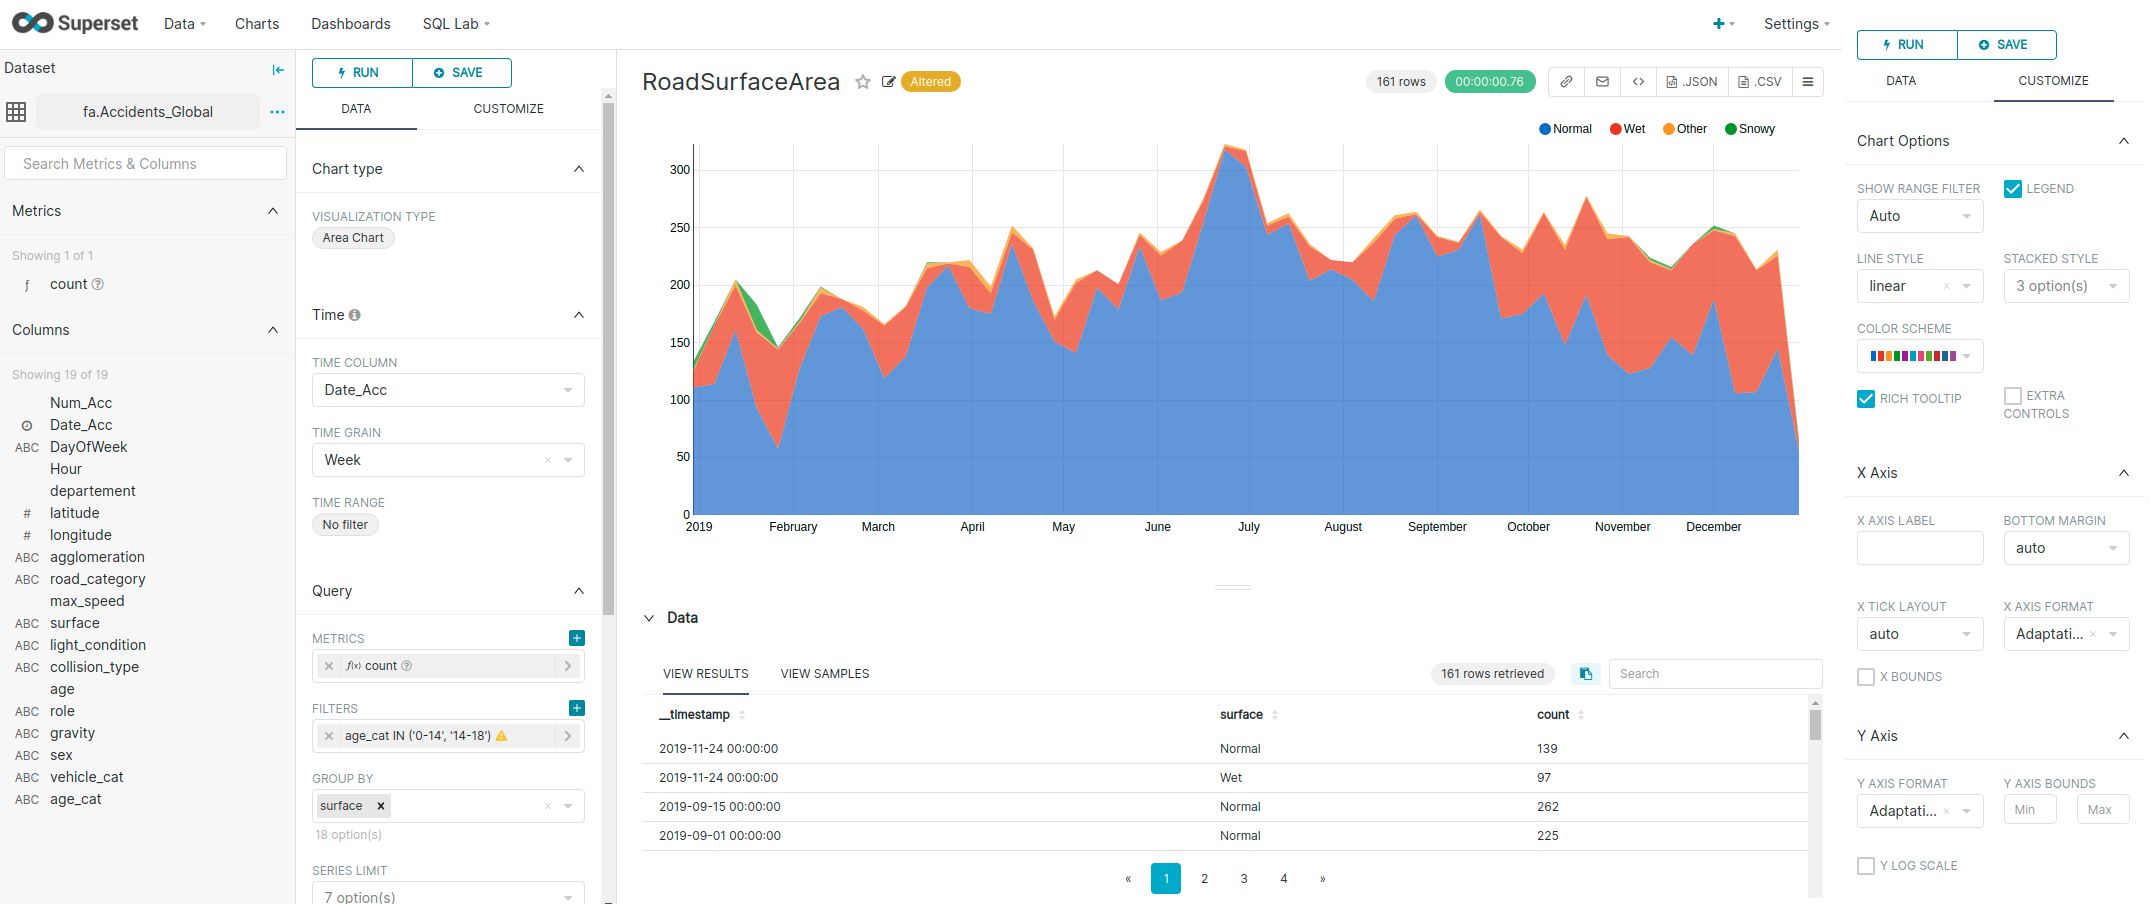 Superset
Data
Charts
Dashboards
SQL Lab
Settings
Dataset
fa.Accidents_Global
Search Metrics & Columns
Metrics
Showing 1 of 1
ƒ count
Columns
Showing 19 of 19
Num_Acc
Date_Acc
ABC DayOfWeek
Hour
departement
# latitude
# longitude
ABC agglomeration
ABC road_category
max_speed
ABC surface
ABC light_condition
ABC collision_type
age
ABC role
ABC gravity
ABC sex
ABC vehicle_cat
ABC age_cat
RUN
SAVE
DATA
CUSTOMIZE
Chart type
VISUALIZATION TYPE
Area Chart
Time
TIME COLUMN
Date_Acc
TIME GRAIN
Week
TIME RANGE
No filter
Query
METRICS
ƒ(x) count
FILTERS
age_cat IN ('0-14', '14-18')
GROUP BY
surface
18 option(s)
SERIES LIMIT
7 option(s)
RoadSurfaceArea
Altered
161 rows
00:00:00.76
.JSON
.CSV
Normal Wet Other Snowy
300
250
200
150
100
50
0
2019 February March April May June July August September October November December
Data
VIEW RESULTS
VIEW SAMPLES
161 rows retrieved
Search
__timestamp surface count
2019-11-24 00:00:00 Normal 139
2019-11-24 00:00:00 Wet 97
2019-09-15 00:00:00 Normal 262
2019-09-01 00:00:00 Normal 225
« 1 2 3 4 »
RUN
SAVE
DATA
CUSTOMIZE
Chart Options
SHOW RANGE FILTER
Auto
LEGEND
LINE STYLE
linear
STACKED STYLE
3 option(s)
COLOR SCHEME
RICH TOOLTIP
EXTRA
CONTROLS
X Axis
X AXIS LABEL
BOTTOM MARGIN
auto
X TICK LAYOUT
auto
X AXIS FORMAT
Adaptati...
X BOUNDS
Y Axis
Y AXIS FORMAT
Adaptati...
Y AXIS BOUNDS
Min
Max
Y LOG SCALE